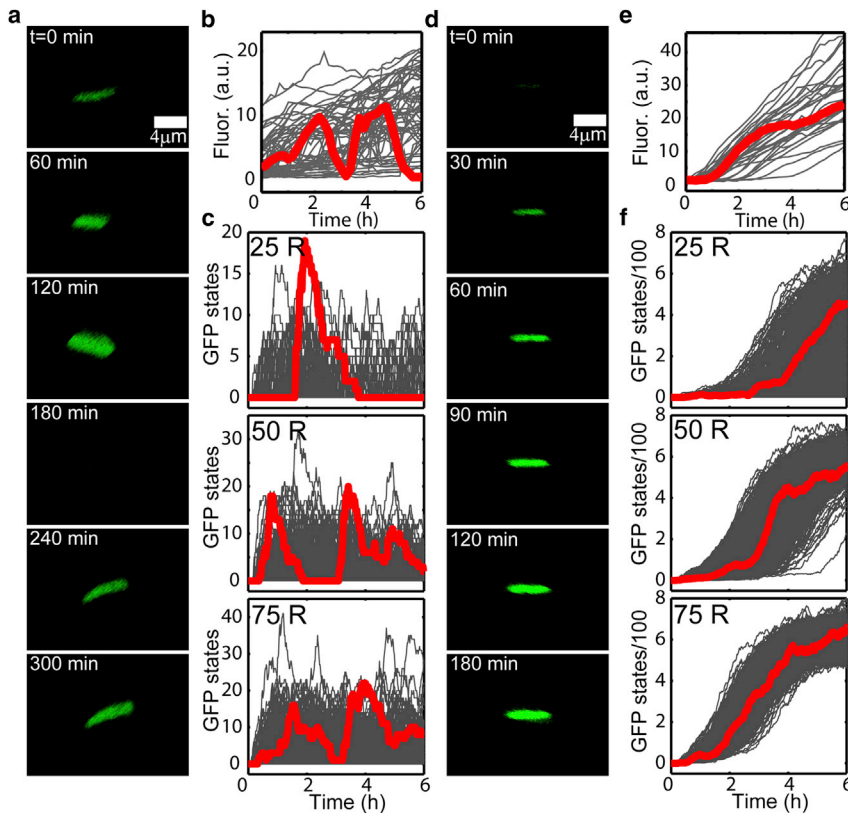 a
t=0 min
4μm
60 min
120 min
180 min
240 min
300 min
b
Fluor. (a.u.)
20
10
0
0 2 4 6
Time (h)
c
25 R
GFP states
20
15
10
5
0
50 R
GFP states
30
20
10
0
75 R
GFP states
40
30
20
10
0
0 2 4 6
Time (h)
d
t=0 min
4μm
30 min
60 min
90 min
120 min
180 min
e
Fluor. (a.u.)
40
30
20
10
0
0 2 4 6
Time (h)
f
25 R
GFP states/100
8
6
4
2
0
50 R
GFP states/100
8
6
4
2
0
75 R
GFP states/100
8
6
4
2
0
0 2 4 6
Time (h)